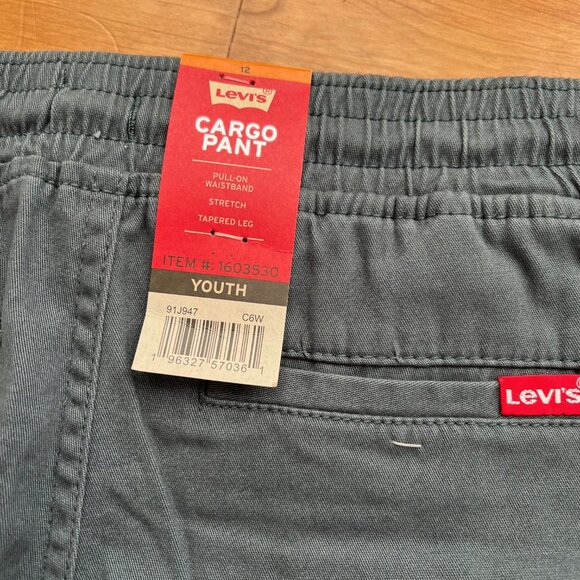 12
Levi's
CARGO
PANT
PULL-ON
WAISTBAND
STRETCH
TAPERED LEG
ITEM #: 1603530
YOUTH
91J947 C6W
1 96327 57036 1
Levi's